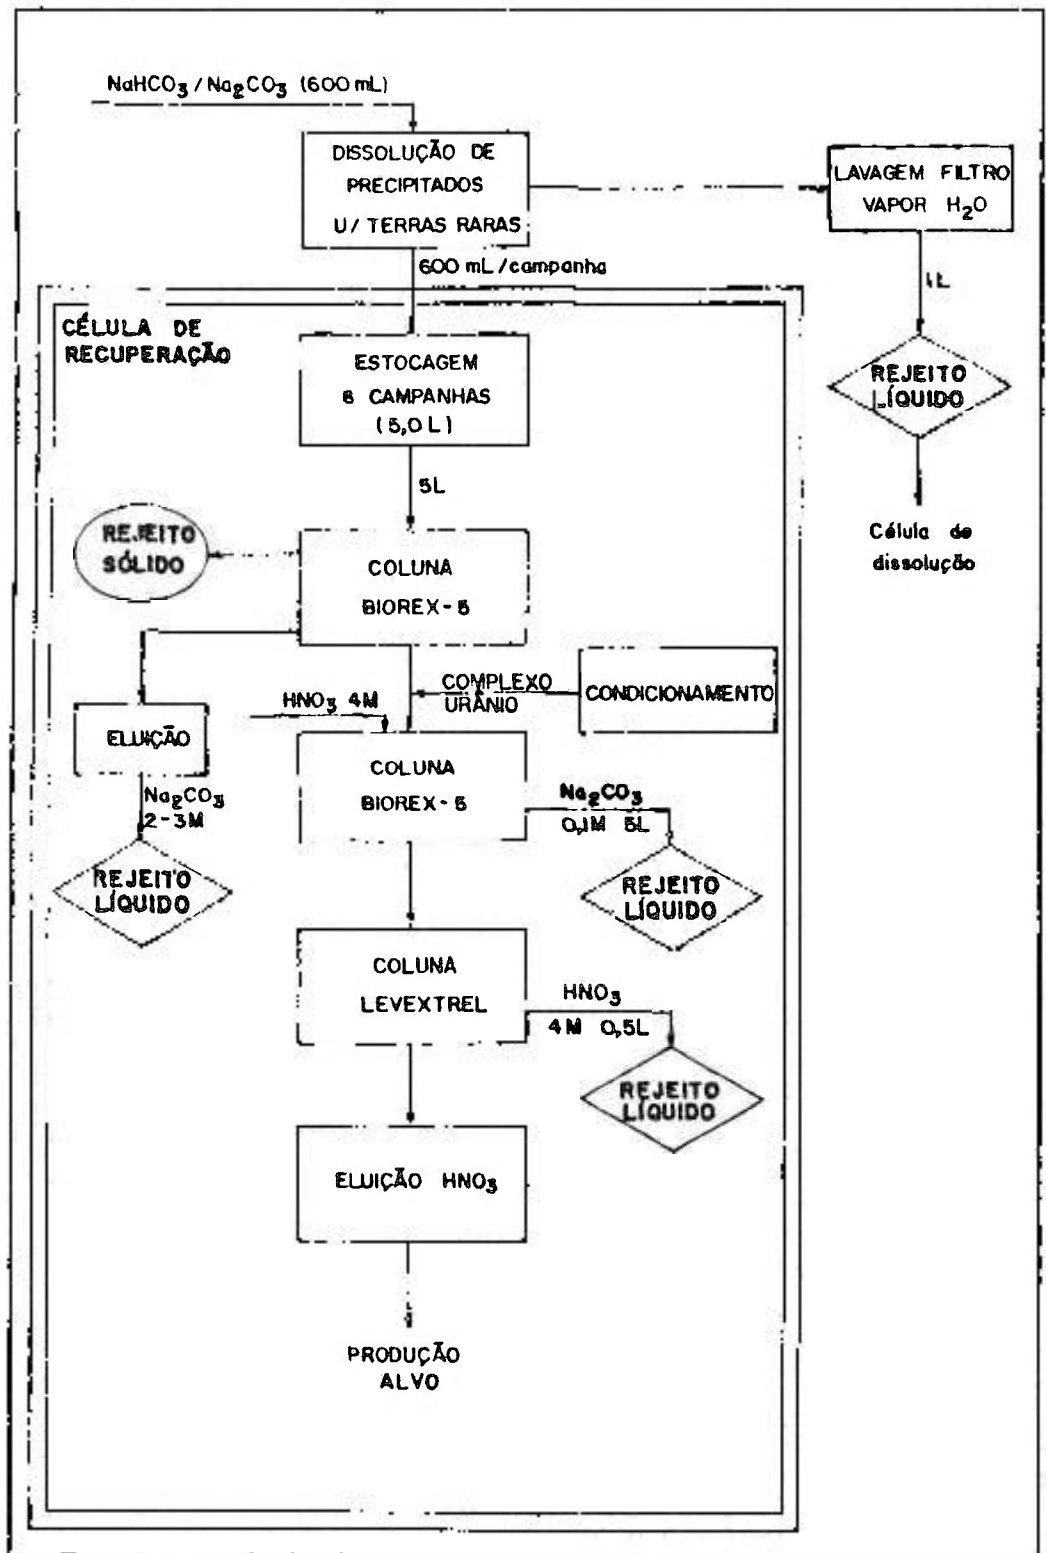 NaHCO3 / Na2CO3 (600 mL)
DISSOLUÇÃO DE
PRECIPITADOS
U/ TERRAS RARAS
LAVAGEM FILTRO
VAPOR H2O
600 mL/campanha
1L
CÉLULA DE
RECUPERAÇÃO
ESTOCAGEM
8 CAMPANHAS
(5,0 L)
REJEITO
LÍQUIDO
5L
Célula de
dissolução
REJEITO
SÓLIDO
COLUNA
BIOREX-5
COMPLEXO
URÂNIO
CONDICIONAMENTO
HNO3 4M
ELUIÇÃO
COLUNA
BIOREX-5
Na2CO3
2-3M
Na2CO3
0,1M 5L
REJEITO
LÍQUIDO
REJEITO
LÍQUIDO
COLUNA
LEVEXTREL
HNO3
4M 0,5L
REJEITO
LÍQUIDO
ELUIÇÃO HNO3
PRODUÇÃO
ALVO